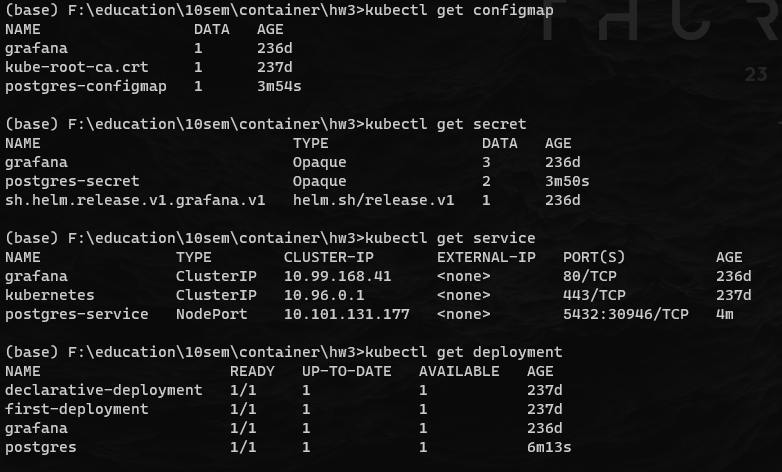 (base) F:\education\10sem\container\hw3>kubectl get configmap
NAME DATA AGE
grafana 1 236d
kube-root-ca.crt 1 237d
postgres-configmap 1 3m54s
(base) F:\education\10sem\container\hw3>kubectl get secret
NAME TYPE DATA AGE
grafana Opaque 3 236d
postgres-secret Opaque 2 3m50s
sh.helm.release.v1.grafana.v1 helm.sh/release.v1 1 236d
(base) F:\education\10sem\container\hw3>kubectl get service
NAME TYPE CLUSTER-IP EXTERNAL-IP PORT(S) AGE
grafana ClusterIP 10.99.168.41 <none> 80/TCP 236d
kubernetes ClusterIP 10.96.0.1 <none> 443/TCP 237d
postgres-service NodePort 10.101.131.177 <none> 5432:30946/TCP 4m
(base) F:\education\10sem\container\hw3>kubectl get deployment
NAME READY UP-TO-DATE AVAILABLE AGE
declarative-deployment 1/1 1 1 237d
first-deployment 1/1 1 1 237d
grafana 1/1 1 1 236d
postgres 1/1 1 1 6m13s
23